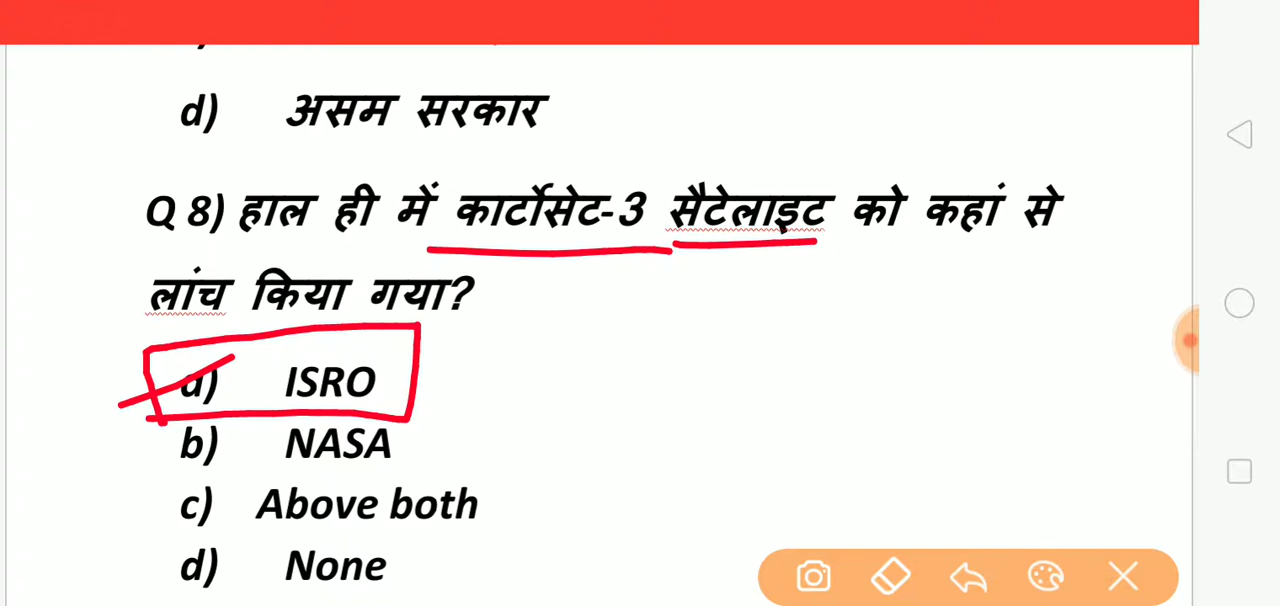 d) असम सरकार
Q 8) हाल ही में कार्टोसेट-3 सैटेलाइट को कहां से
लांच किया गया?
a) ISRO
b) NASA
c) Above both
d) None